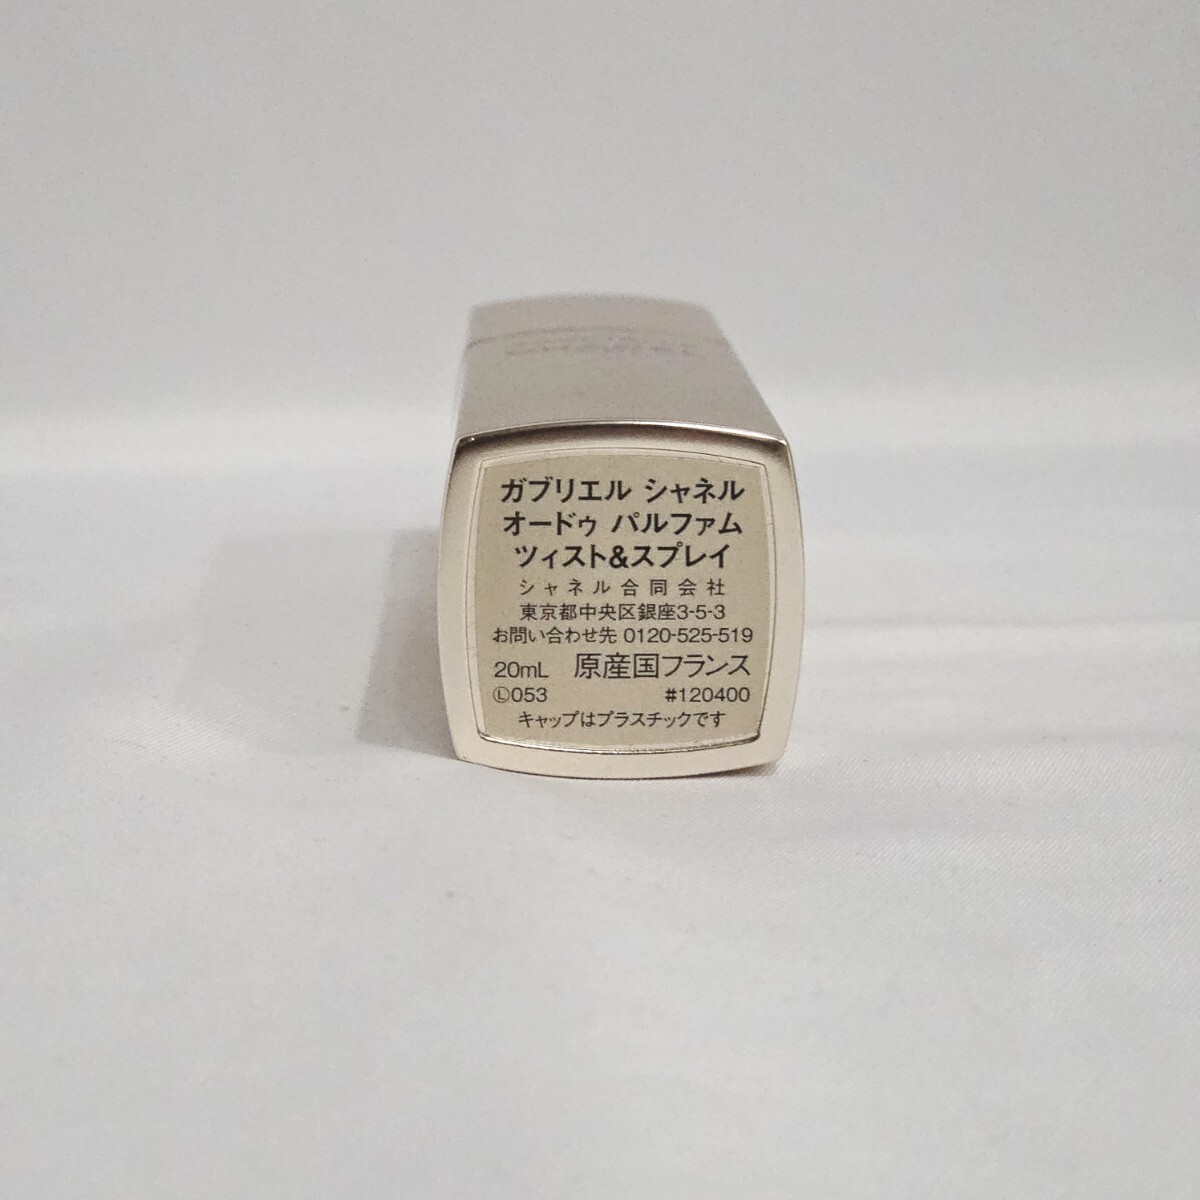 ガブリエル シャネル
オードゥ パルファム
ツィスト&スプレイ
シャネル合同会社
東京都中央区銀座3-5-3
お問い合わせ先 0120-525-519
20mL 原産国フランス
Ⓛ053 #120400
キャップはプラスチックです